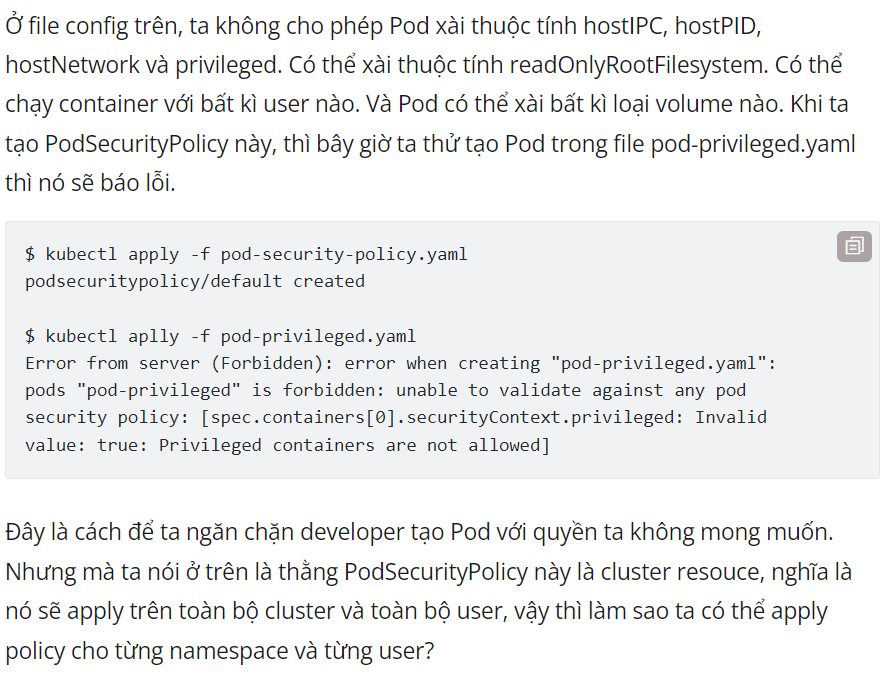 Ở file config trên, ta không cho phép Pod xài thuộc tính hostIPC, hostPID,
hostNetwork và privileged. Có thể xài thuộc tính readOnlyRootFilesystem. Có thể
chạy container với bất kì user nào. Và Pod có thể xài bất kì loại volume nào. Khi ta
tạo PodSecurityPolicy này, thì bây giờ ta thử tạo Pod trong file pod-privileged.yaml
thì nó sẽ báo lỗi.
$ kubectl apply -f pod-security-policy.yaml
podsecuritypolicy/default created
$ kubectl aplly -f pod-privileged.yaml
Error from server (Forbidden): error when creating "pod-privileged.yaml":
pods "pod-privileged" is forbidden: unable to validate against any pod
security policy: [spec.containers[0].securityContext.privileged: Invalid
value: true: Privileged containers are not allowed]
Đây là cách để ta ngăn chặn developer tạo Pod với quyền ta không mong muốn.
Nhưng mà ta nói ở trên là thằng PodSecurityPolicy này là cluster resouce, nghĩa là
nó sẽ apply trên toàn bộ cluster và toàn bộ user, vậy thì làm sao ta có thể apply
policy cho từng namespace và từng user?